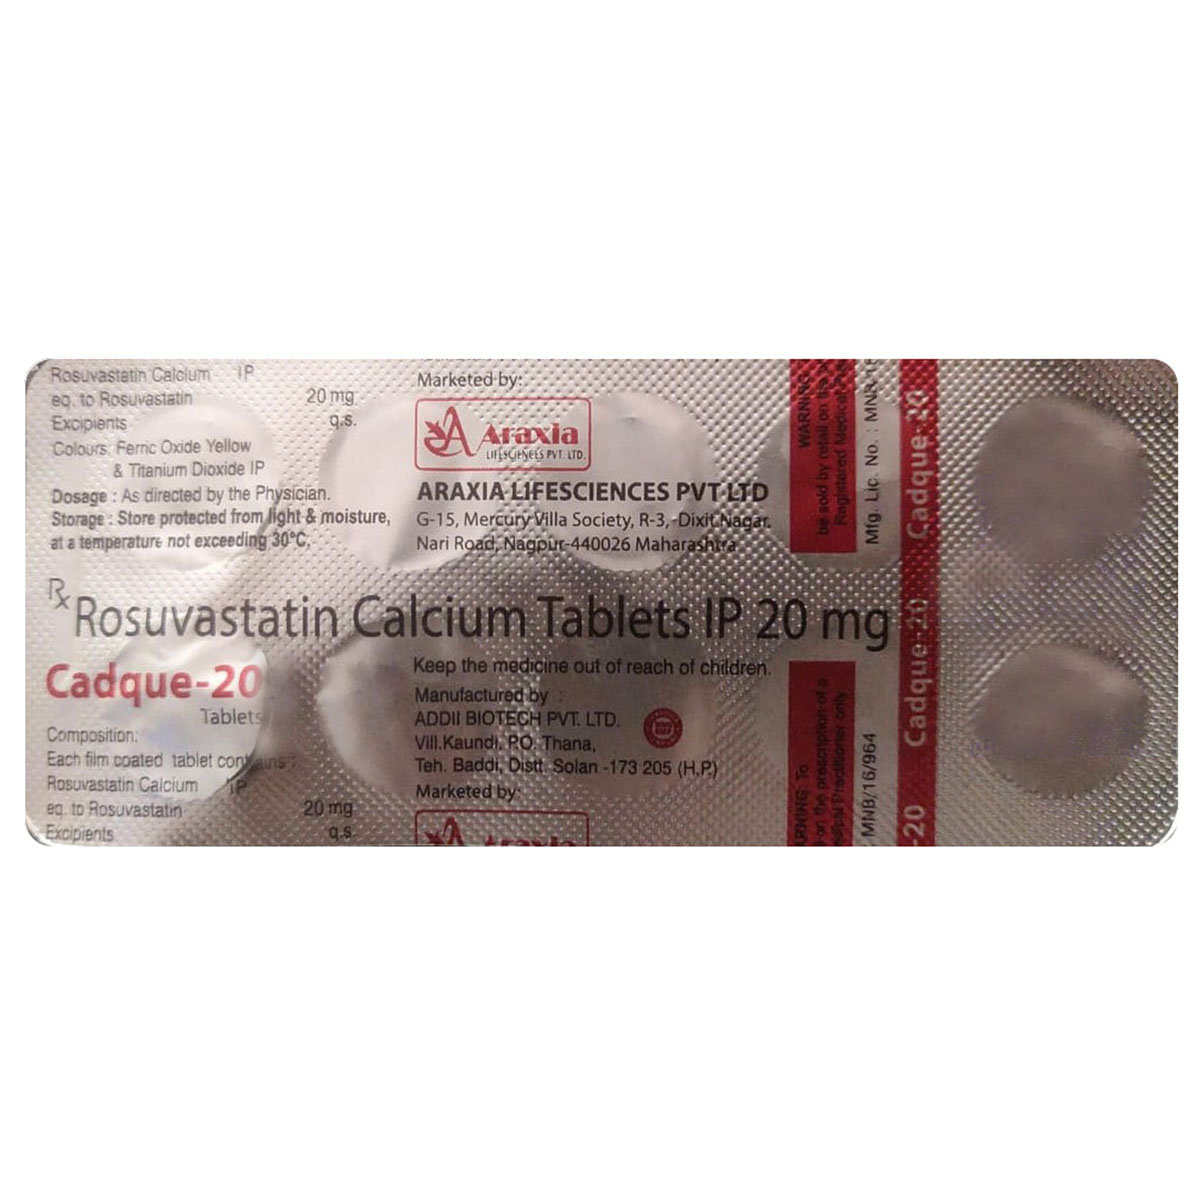 Rosuvastatin Calcium IP
eq. to Rosuvastatin 20 mg
Excipients q.s.
Colours: Ferric Oxide Yellow
& Titanium Dioxide IP
Dosage : As directed by the Physician.
Storage : Store protected from light & moisture,
at a temperature not exceeding 30°C.
Marketed by:
A Araxia
LIFESCIENCES PVT. LTD.
ARAXIA LIFESCIENCES PVT LTD
G-15, Mercury Villa Society, R-3, Dixit Nagar,
Nari Road, Nagpur-440026 Maharashtra
Rx Rosuvastatin Calcium Tablets IP 20 mg
Cadque-20
Tablets
Composition:
Each film coated tablet contains :
Rosuvastatin Calcium IP
eq. to Rosuvastatin 20 mg
Excipients q.s.
Keep the medicine out of reach of children.
Manufactured by :
ADDII BIOTECH PVT. LTD.
Vill.Kaundi, P.O. Thana,
Teh. Baddi, Distt. Solan -173 205 (H.P.)
Marketed by:
A Araxia
WARNING
be sold by retail on the
Registered Medical
Mfg. Lic. No. : MNB/16
Cadque-20
Cadque-20
-20
WARNING To
on the prescription of a
Practitioner only
MNB/16/964